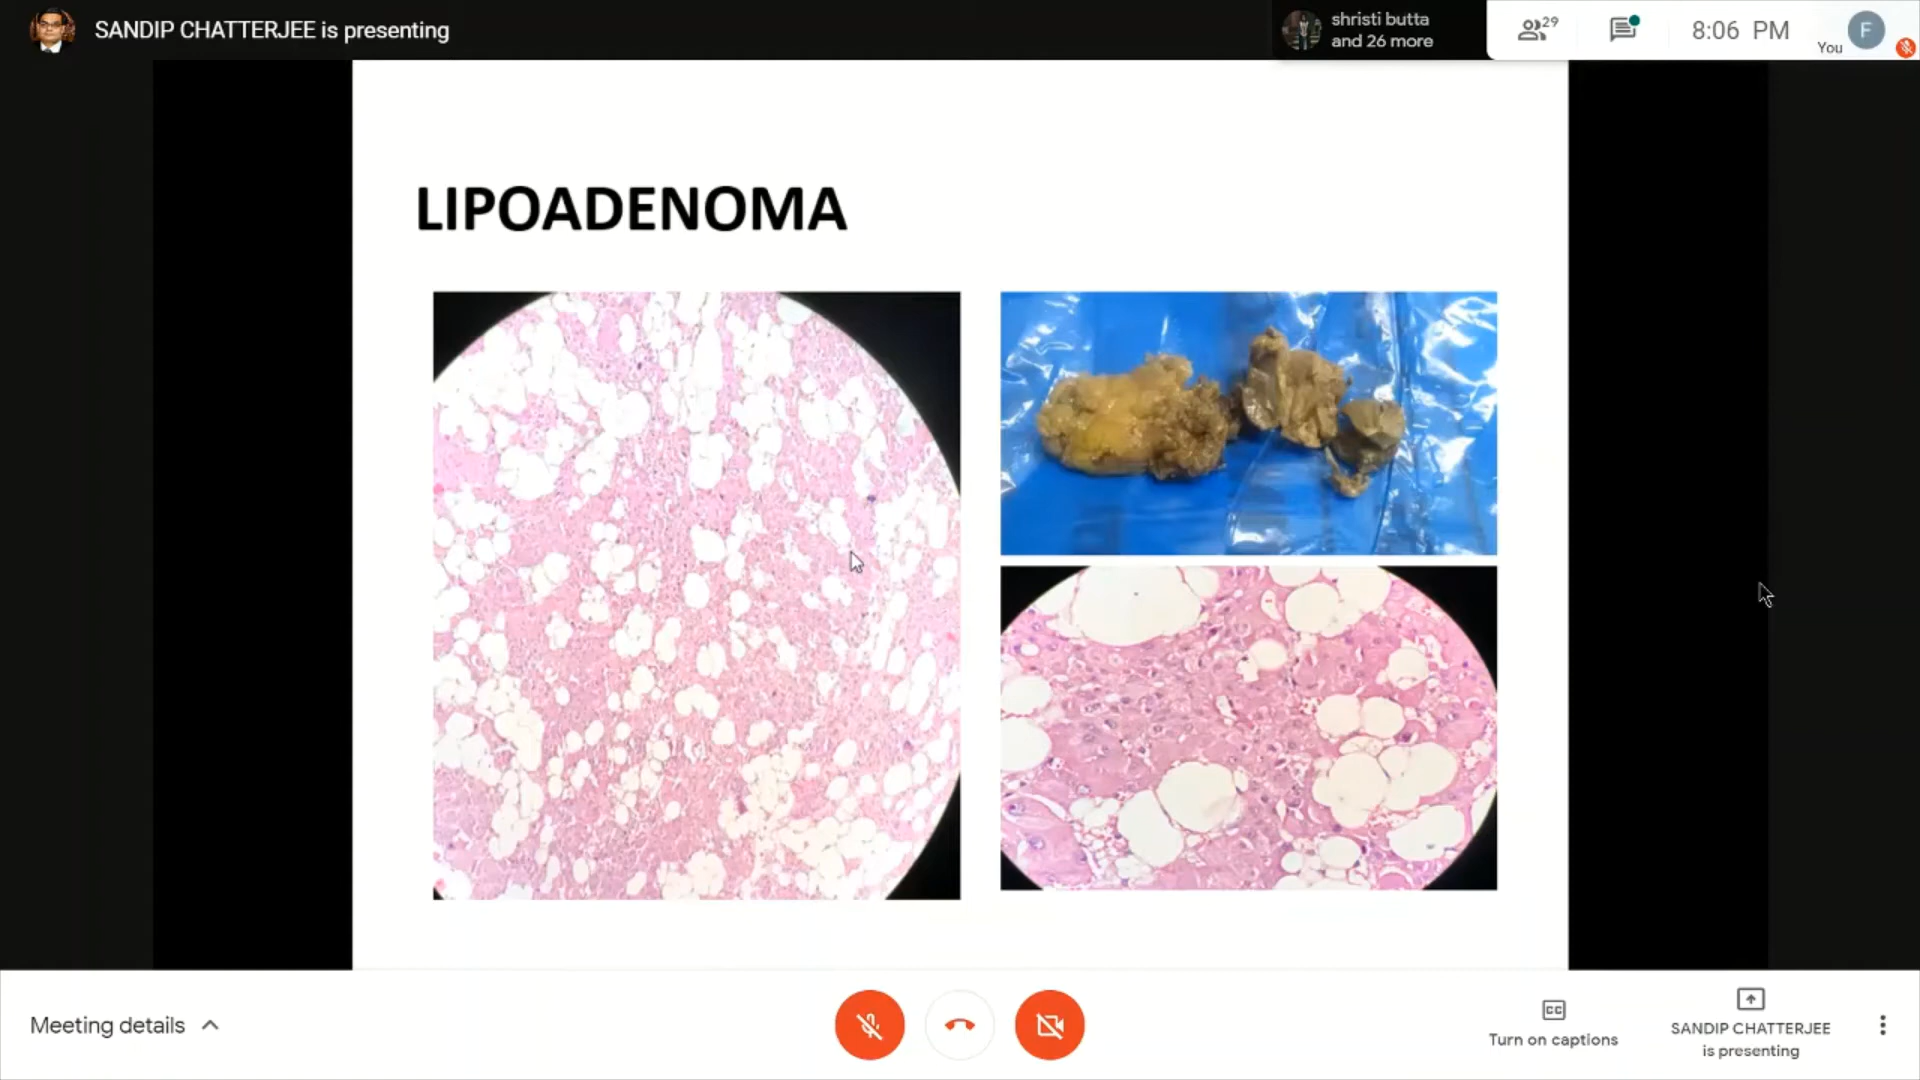 SANDIP CHATTERJEE is presenting
shristi butta
and 26 more
29
8:06 PM
You
F
LIPOADENOMA
Meeting details
CC
Turn on captions
SANDIP CHATTERJEE
is presenting